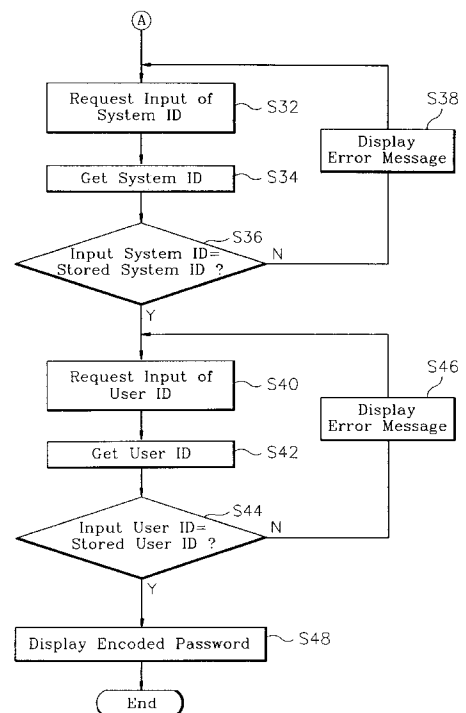 A
Request Input of
System ID
S32
S38
Display
Error Message
Get System ID
S34
S36
Input System ID=
Stored System ID ?
N
Y
Request Input of
User ID
S40
S46
Display
Error Message
Get User ID
S42
S44
Input User ID=
Stored User ID ?
N
Y
Display Encoded Password
S48
End